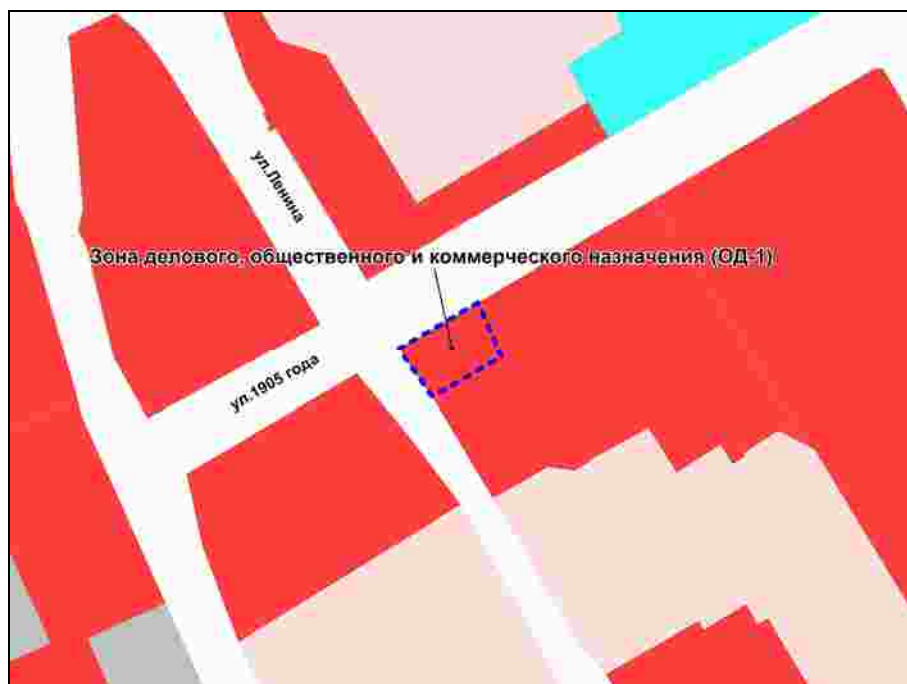 ул.Ленина
Зона делового, общественного и коммерческого назначения (ОД-1)
ул.1905 года